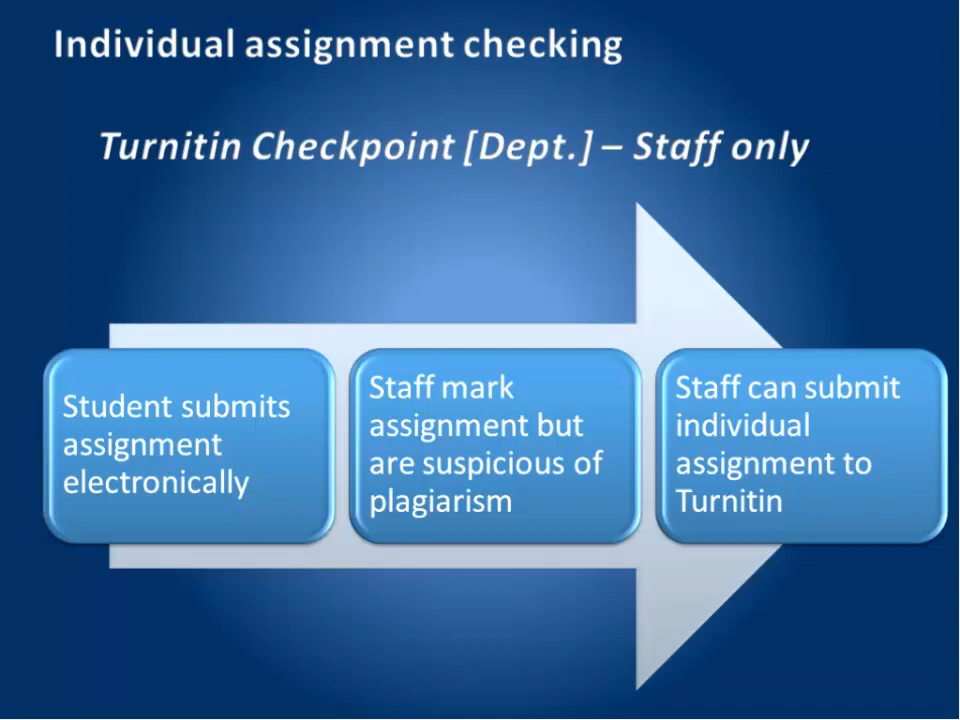 Individual assignment checking
Turnitin Checkpoint [Dept.] – Staff only
Student submits
assignment
electronically
Staff mark
assignment but
are suspicious of
plagiarism
Staff can submit
individual
assignment to
Turnitin